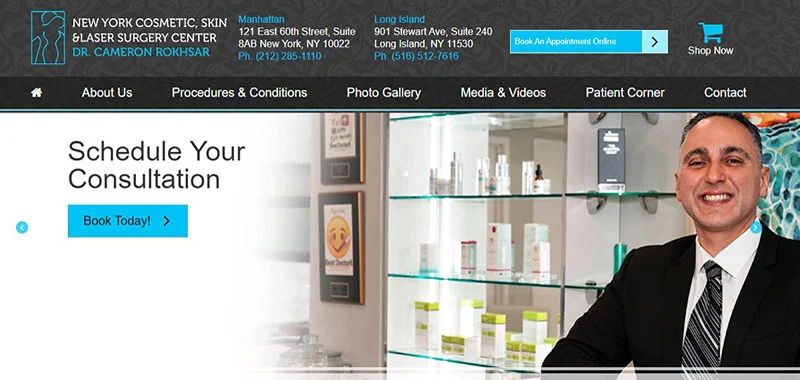 NEW YORK COSMETIC, SKIN
&LASER SURGERY CENTER
DR. CAMERON ROKHSAR
Manhattan
121 East 60th Street, Suite
8AB New York, NY 10022
Ph. (212) 285-1110
Long Island
901 Stewart Ave, Suite 240
Long Island, NY 11530
Ph. (516) 512-7616
Book An Appointment Online
Shop Now
About Us
Procedures & Conditions
Photo Gallery
Media & Videos
Patient Corner
Contact
Schedule Your
Consultation
Book Today!
Best Doctors